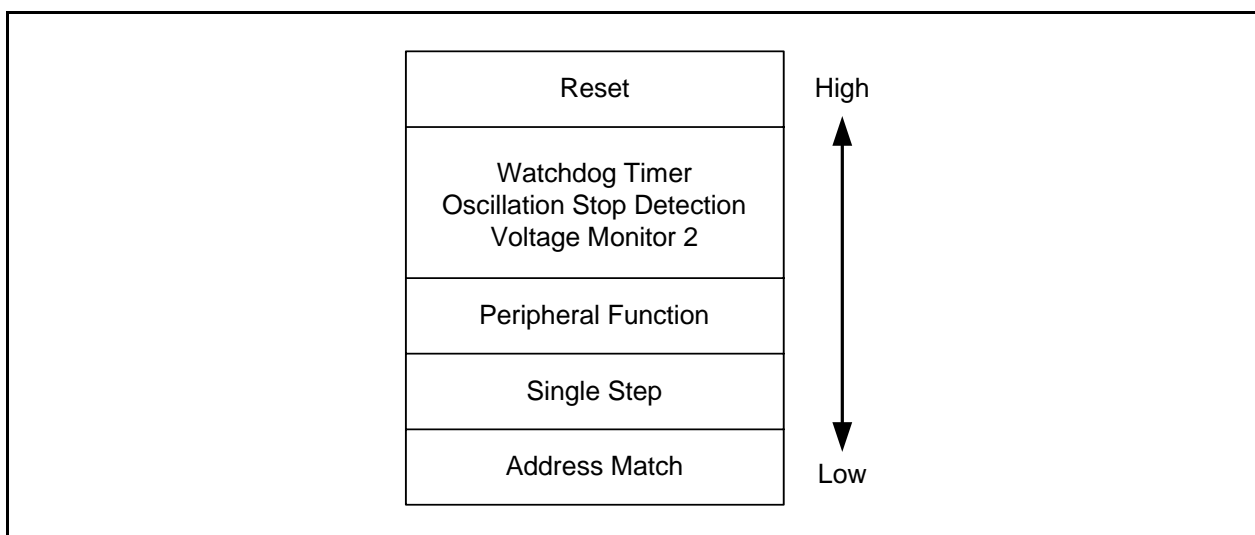 Reset
High
Watchdog Timer
Oscillation Stop Detection
Voltage Monitor 2
Peripheral Function
Single Step
Address Match
Low